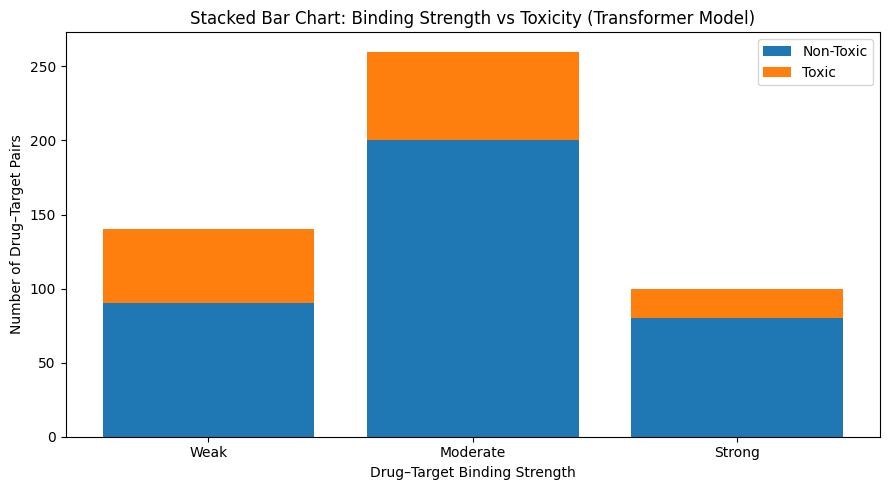 Stacked Bar Chart: Binding Strength vs Toxicity (Transformer Model)
Non-Toxic
Toxic
Number of Drug–Target Pairs
250
200
150
100
50
0
Weak
Moderate
Strong
Drug–Target Binding Strength